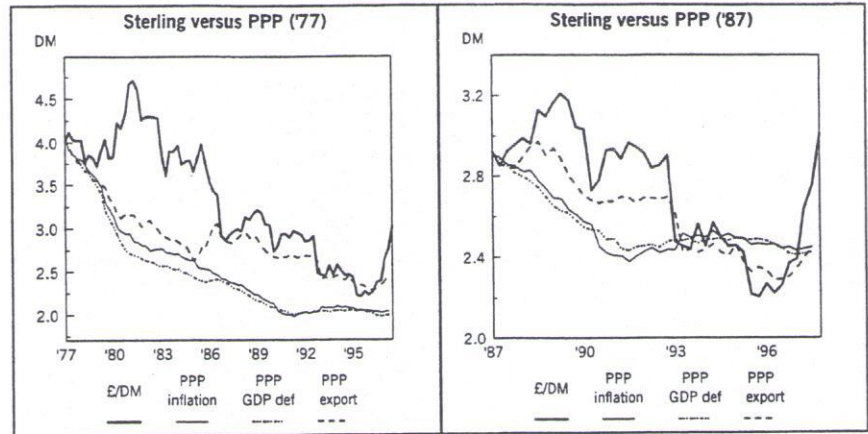 Sterling versus PPP ('77)
DM
4.5
4.0
3.5
3.0
2.5
2.0
'77 '80 '83 '86 '89 '92 '95
£/DM PPP inflation PPP GDP def PPP export
Sterling versus PPP ('87)
DM
3.2
2.8
2.4
2.0
'87 '90 '93 '96
£/DM PPP inflation PPP GDP def PPP export